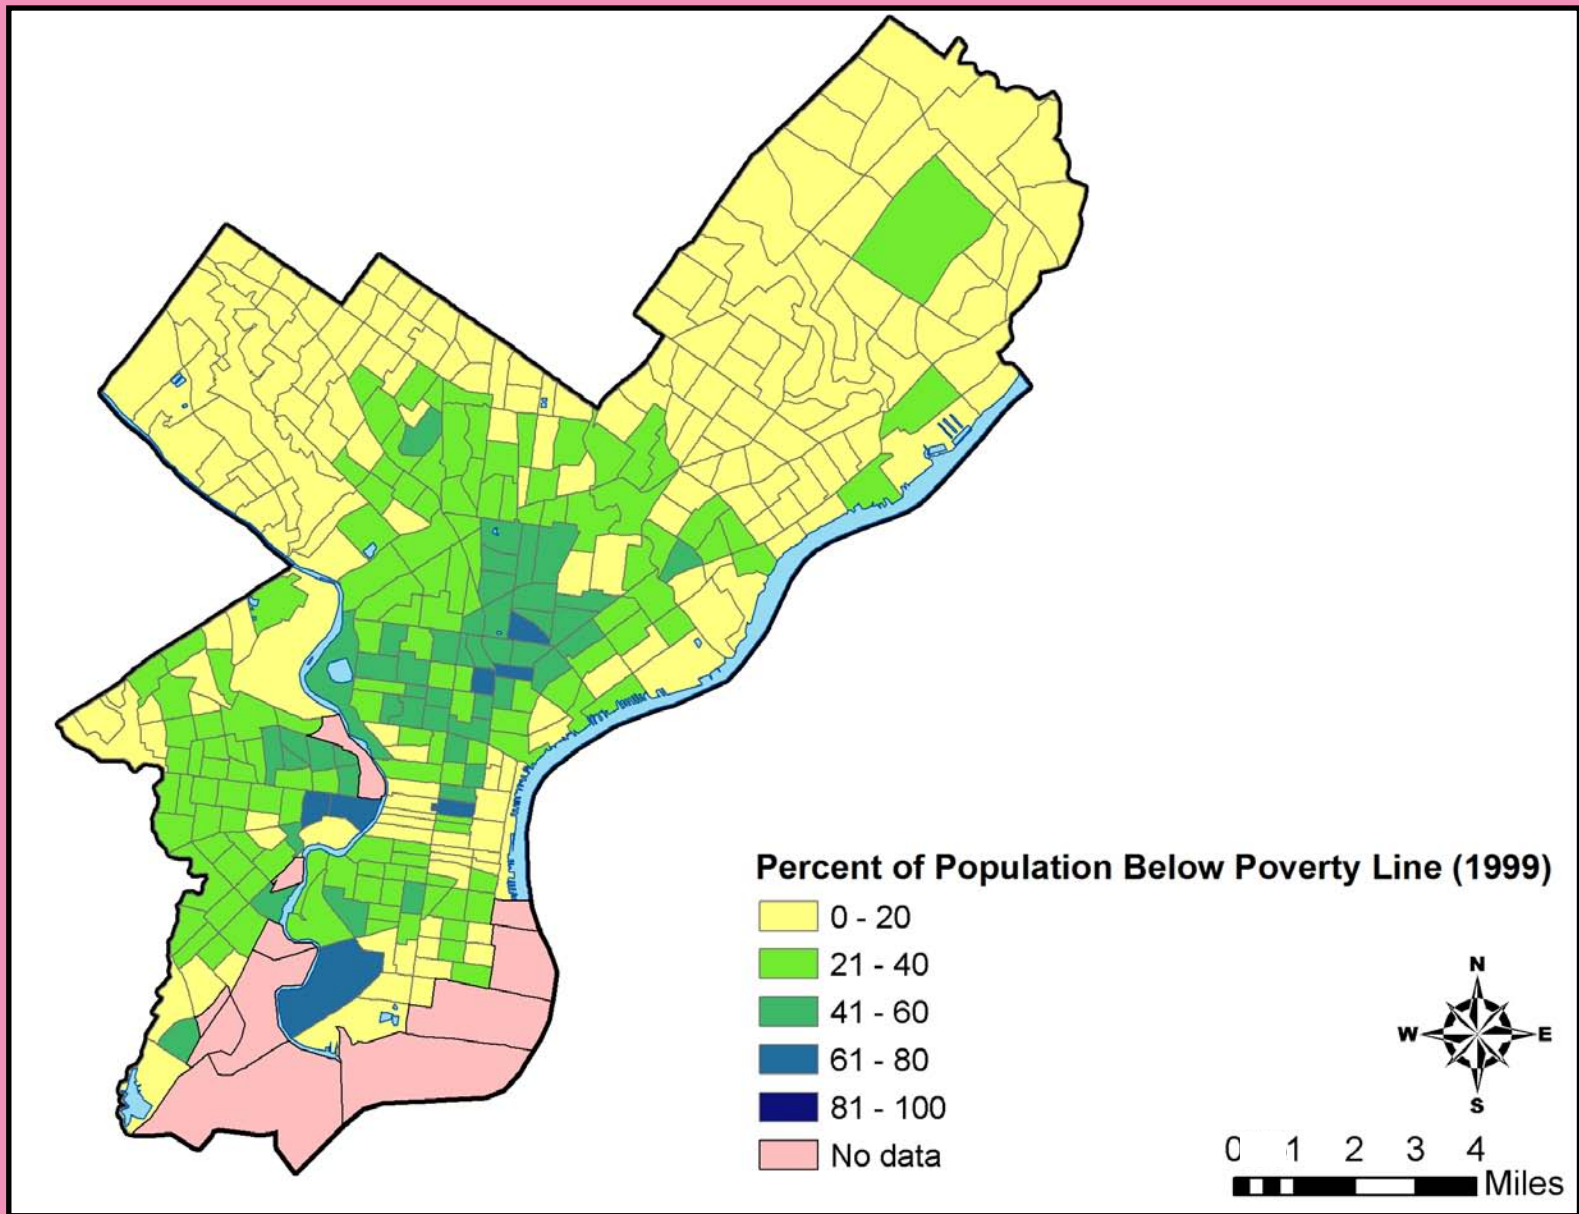 Percent of Population Below Poverty Line (1999)
0 - 20
21 - 40
41 - 60
61 - 80
81 - 100
No data
N
W E
S
0 1 2 3 4
Miles